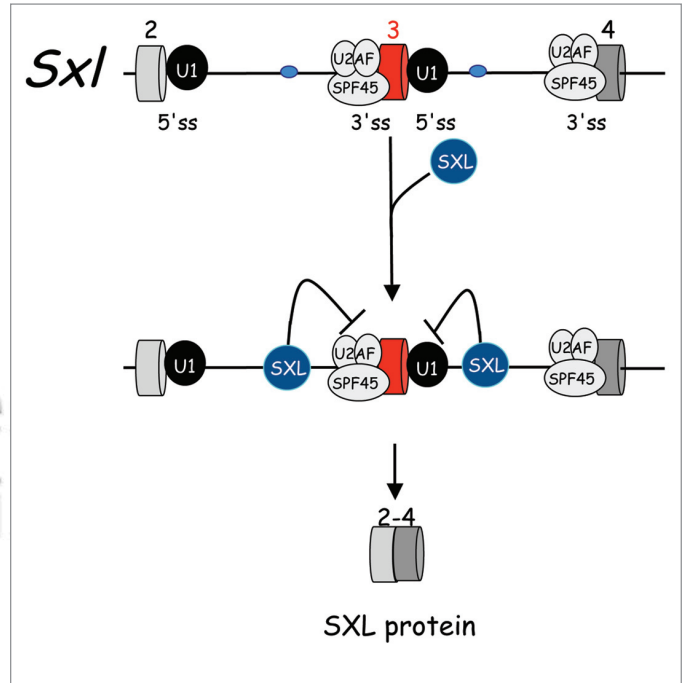 Sxl
2 3 4
U1 U2AF SPF45 U1 U2AF SPF45
5'ss 3'ss 5'ss 3'ss
SXL
U1 SXL U2AF SPF45 U1 SXL U2AF SPF45
2-4
SXL protein